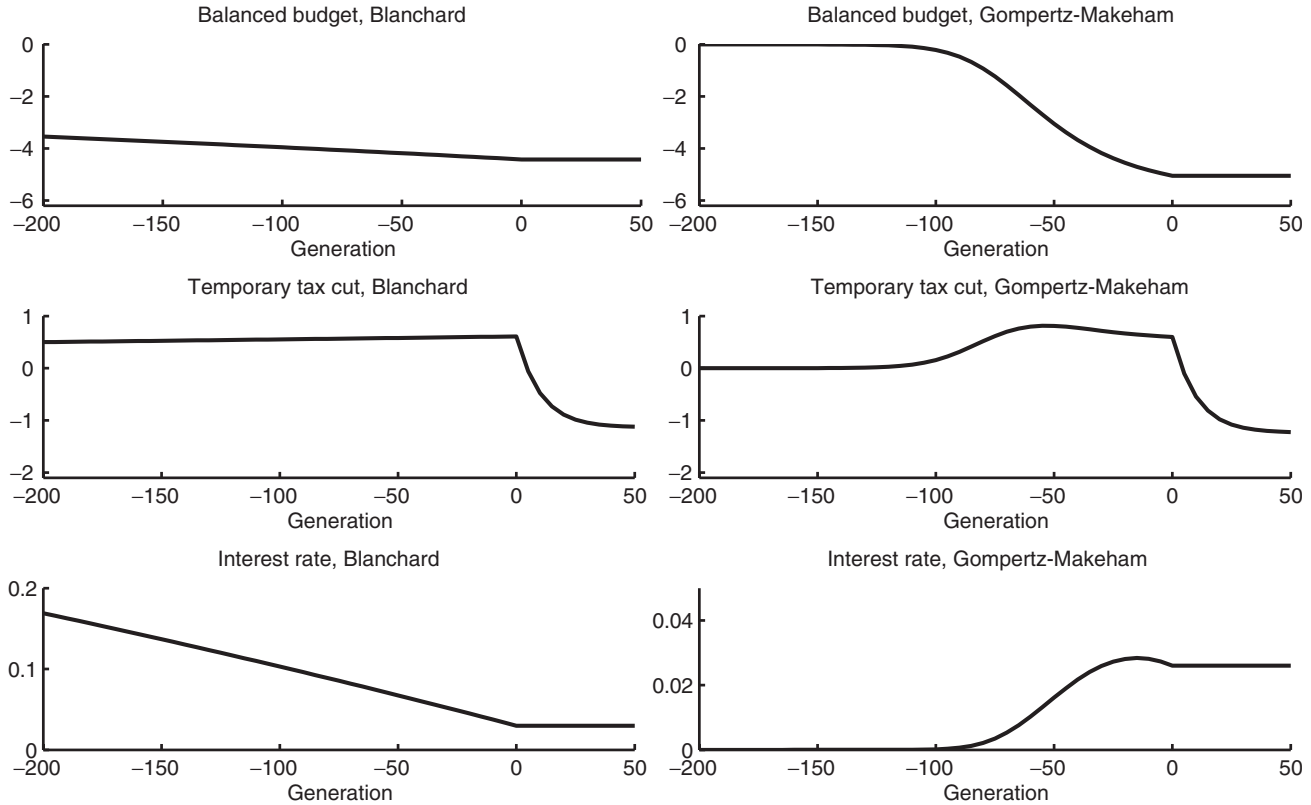 Balanced budget, Blanchard
0
−2
−4
−6
−200 −150 −100 −50 0 50
Generation
Balanced budget, Gompertz-Makeham
0
−2
−4
−6
−200 −150 −100 −50 0 50
Generation
Temporary tax cut, Blanchard
1
0
−1
−2
−200 −150 −100 −50 0 50
Generation
Temporary tax cut, Gompertz-Makeham
1
0
−1
−2
−200 −150 −100 −50 0 50
Generation
Interest rate, Blanchard
0.2
0.1
0
−200 −150 −100 −50 0 50
Generation
Interest rate, Gompertz-Makeham
0.04
0.02
0
−200 −150 −100 −50 0 50
Generation